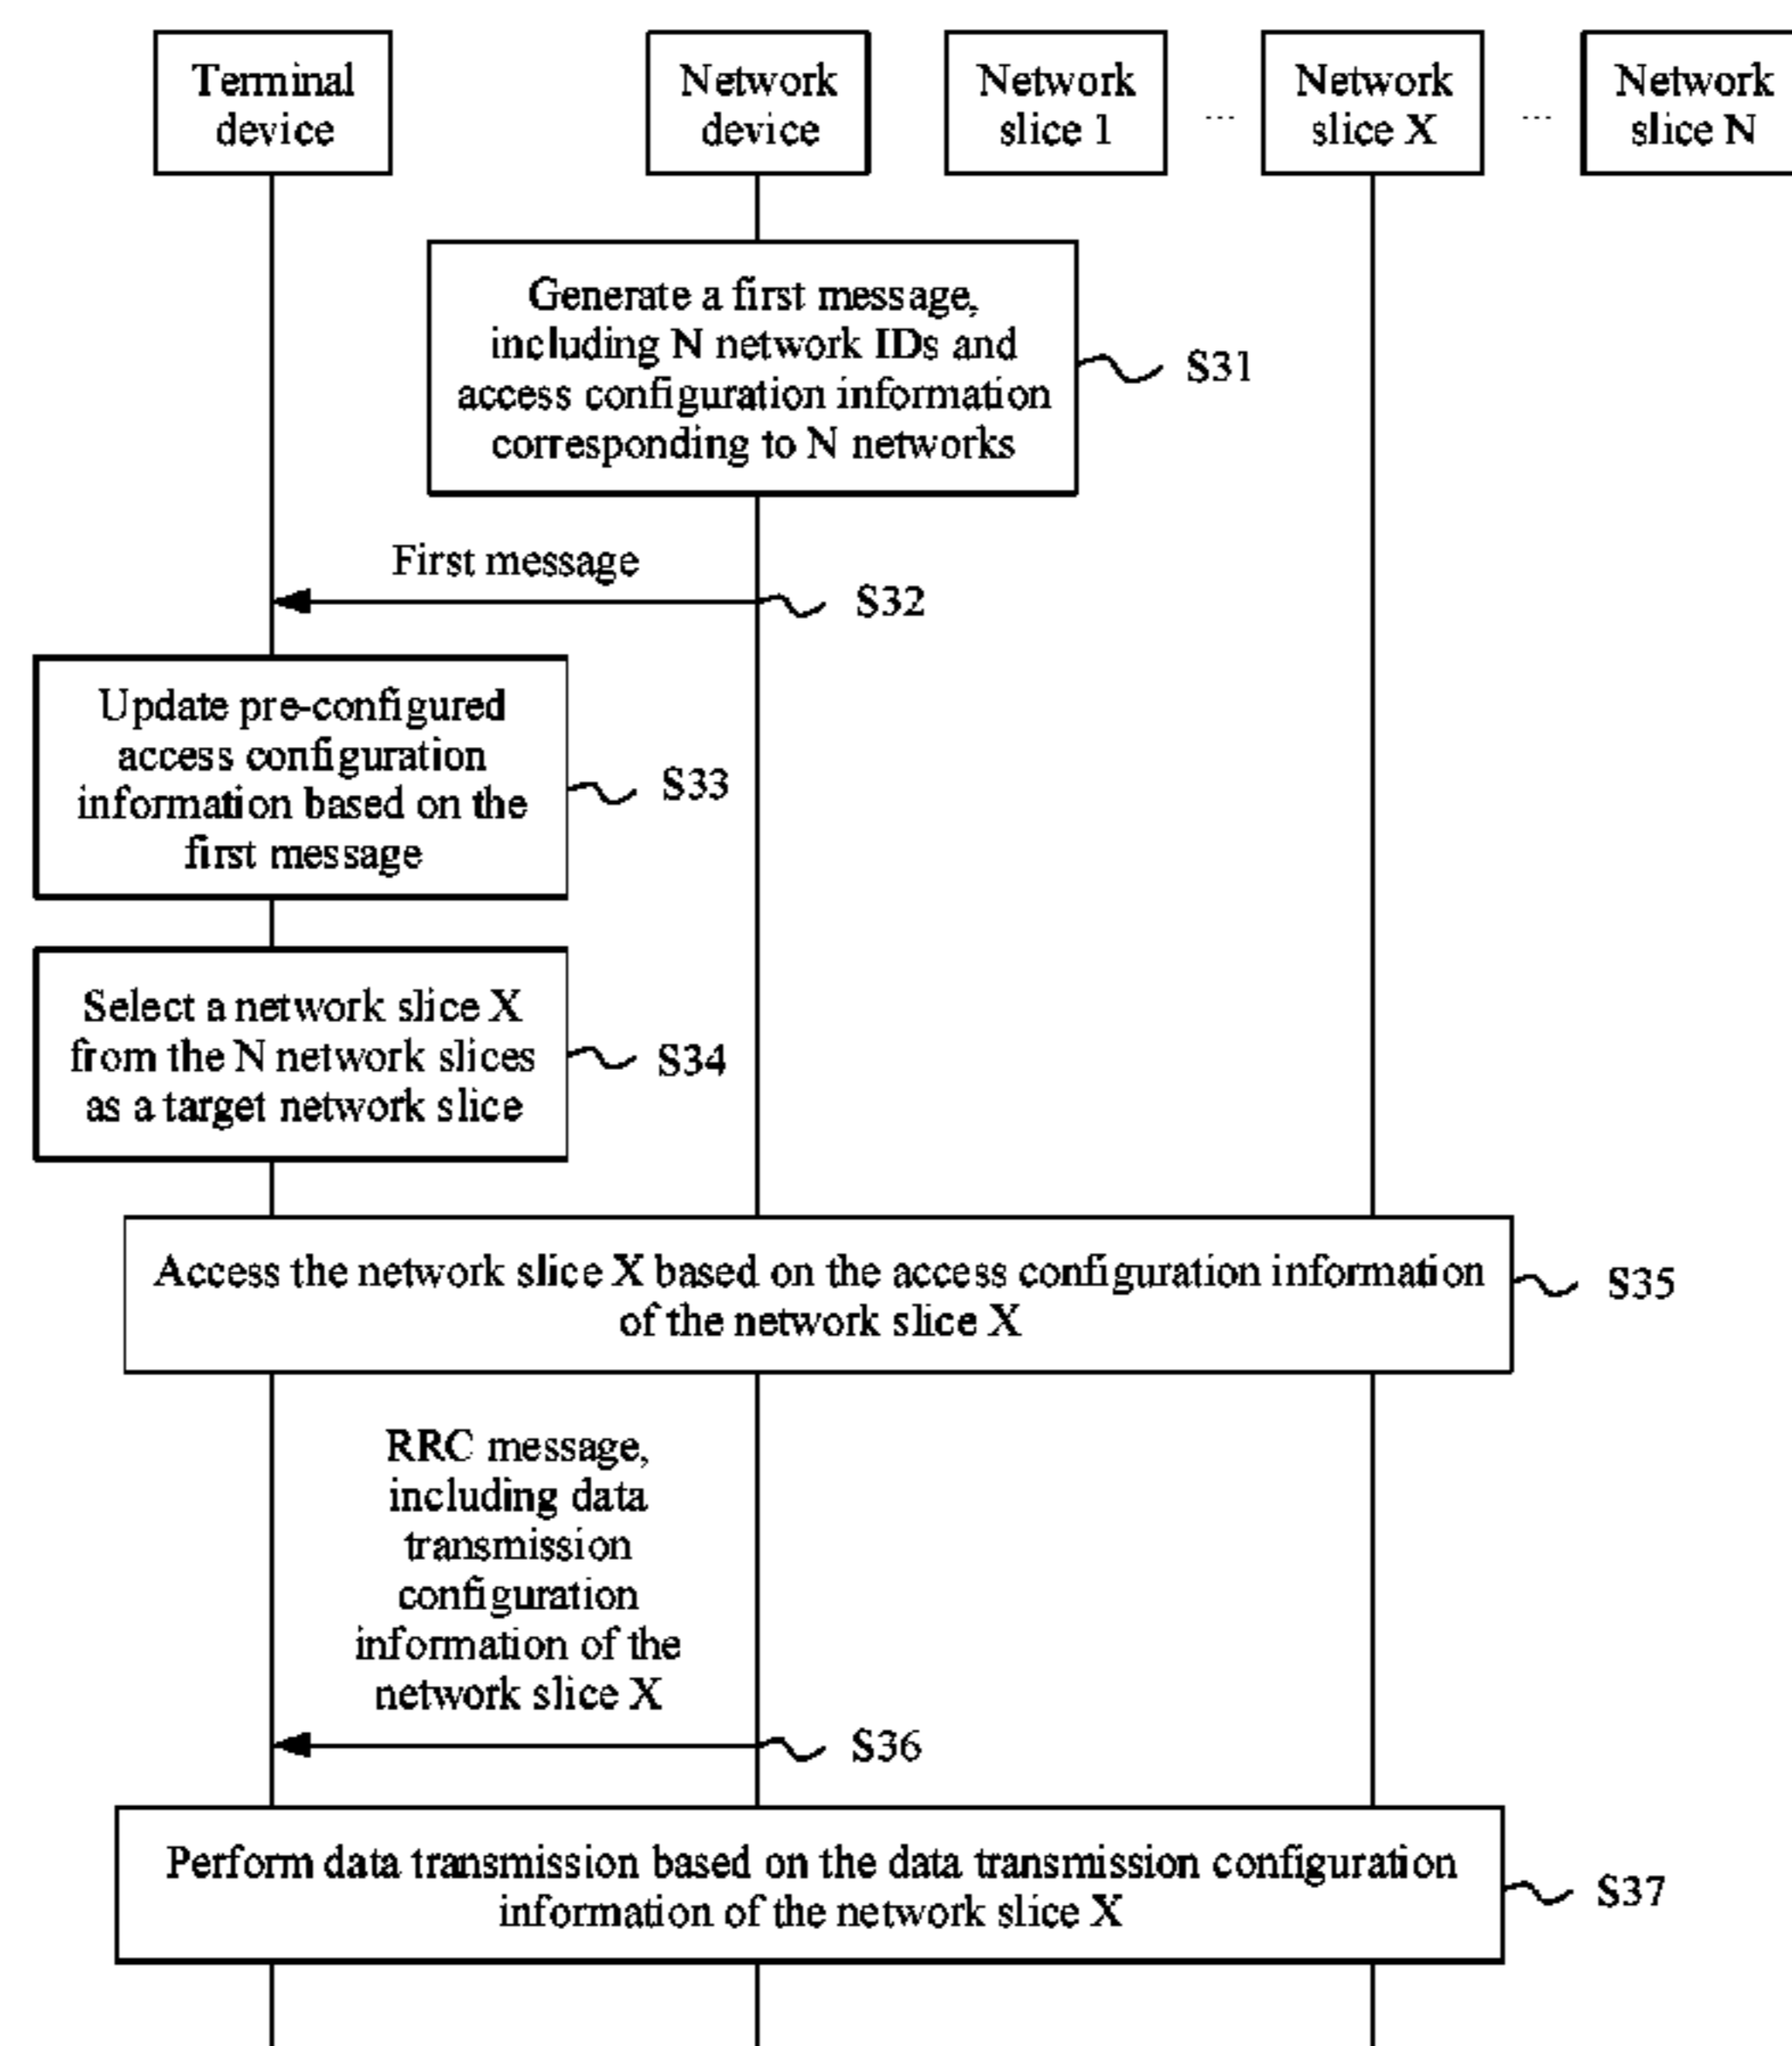 Terminal
device
Network
device
Network
slice 1
...
Network
slice X
...
Network
slice N
Generate a first message,
including N network IDs and
access configuration information
corresponding to N networks
S31
First message
S32
Update pre-configured
access configuration
information based on the
first message
S33
Select a network slice X
from the N network slices
as a target network slice
S34
Access the network slice X based on the access configuration information
of the network slice X
S35
RRC message,
including data
transmission
configuration
information of the
network slice X
S36
Perform data transmission based on the data transmission configuration
information of the network slice X
S37